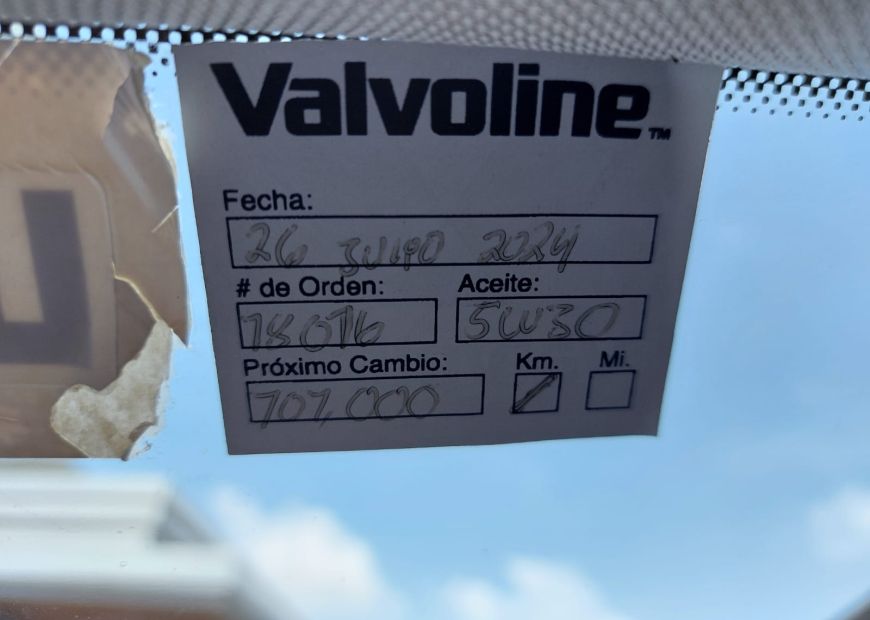 Valvoline™
Fecha:
26 Julio 2024
# de Orden: Aceite:
78076 5W30
Próximo Cambio: Km. Mi.
707,000